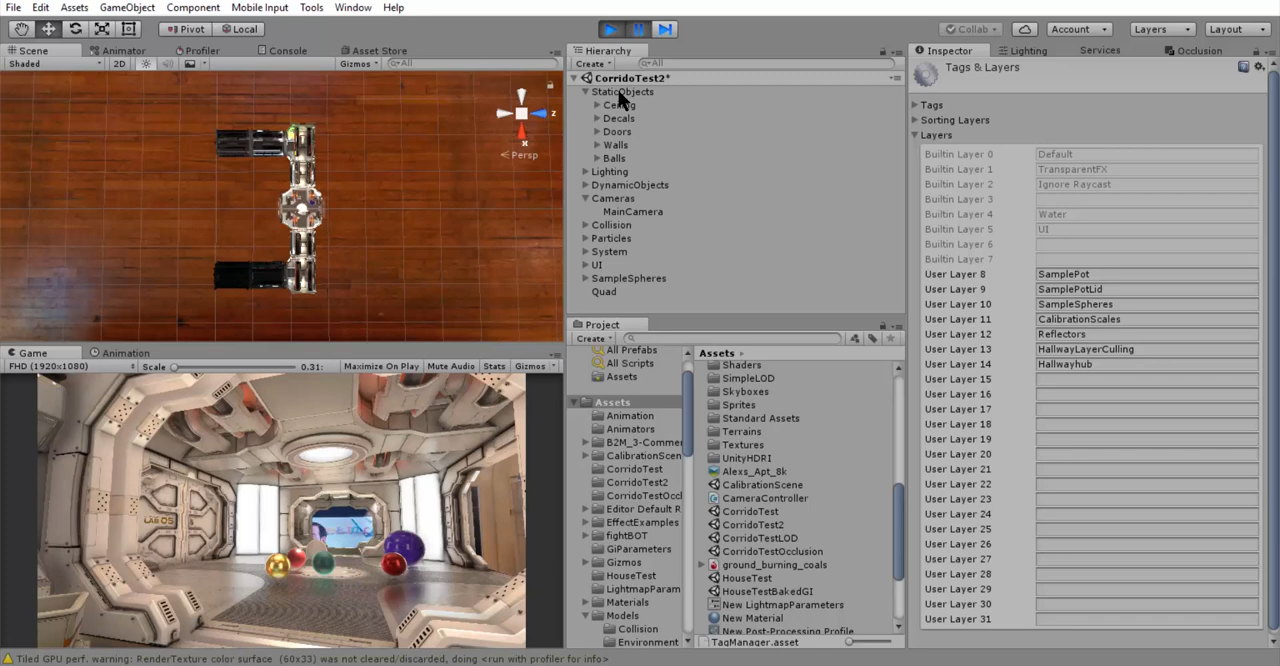 File Edit Assets GameObject Component Mobile Input Tools Window Help
Pivot Local Collab Account Layers Layout
Scene Animator Profiler Console Asset Store
Shaded 2D Gizmos All
z
x
Persp
Game Animation
FHD (1920x1080) Scale 0.31: Maximize On Play Mute Audio Stats Gizmos
LAB 05
Hierarchy
Create All
CorridoTest2*
StaticObjects
Decals
Doors
Walls
Balls
Lighting
DynamicObjects
Cameras
MainCamera
Collision
Particles
System
UI
SampleSpheres
Quad
Project
Create
All Prefabs
All Scripts
Assets
Assets
Animation
Animators
B2M_3-Commer
CalibrationScen
CorridoTest
CorridoTest2
CorridoTestOccl
Editor Default R
EffectExamples
fightBOT
GiParameters
Gizmos
HouseTest
LightmapParam
Materials
Models
Collision
Environment
Assets
Shaders
SimpleLOD
Skyboxes
Sprites
Standard Assets
Terrains
Textures
UnityHDRI
Alexs_Apt_8k
CalibrationScene
CameraController
CorridoTest
CorridoTest2
CorridoTestLOD
CorridoTestOcclusion
ground_burning_coals
HouseTest
HouseTestBakedGI
New LightmapParameters
New Material
New Post-Processing Profile
TagManager.asset
Inspector Lighting Services Occlusion
Tags & Layers
Tags
Sorting Layers
Layers
Builtin Layer 0 Default
Builtin Layer 1 TransparentFX
Builtin Layer 2 Ignore Raycast
Builtin Layer 3
Builtin Layer 4 Water
Builtin Layer 5 UI
Builtin Layer 6
Builtin Layer 7
User Layer 8 SamplePot
User Layer 9 SamplePotLid
User Layer 10 SampleSpheres
User Layer 11 CalibrationScales
User Layer 12 Reflectors
User Layer 13 HallwayLayerCulling
User Layer 14 Hallwayhub
User Layer 15
User Layer 16
User Layer 17
User Layer 18
User Layer 19
User Layer 20
User Layer 21
User Layer 22
User Layer 23
User Layer 24
User Layer 25
User Layer 26
User Layer 27
User Layer 28
User Layer 29
User Layer 30
User Layer 31
Tiled GPU perf. warning: RenderTexture color surface (60x33) was not cleared/discarded, doing <run with profiler for info>